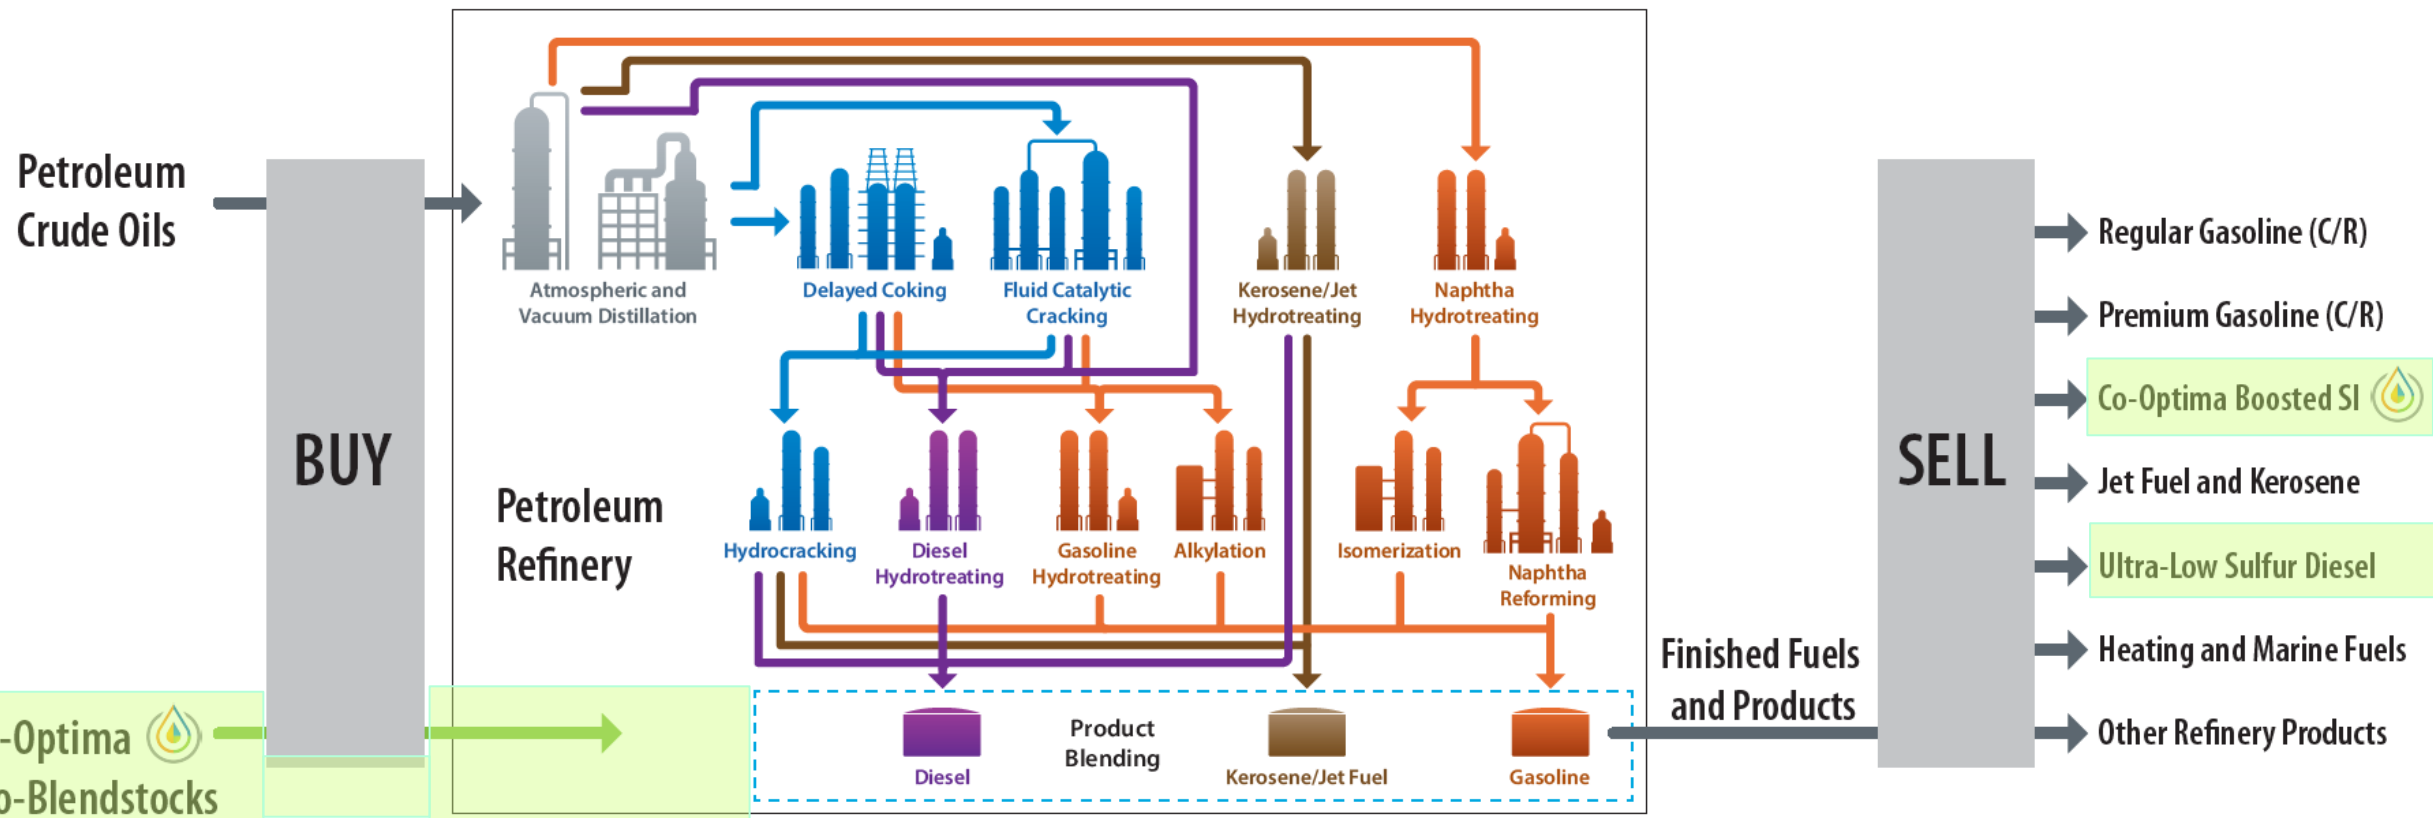 Petroleum
Crude Oils
BUY
-Optima
o-Blendstocks
Petroleum
Refinery
Atmospheric and
Vacuum Distillation
Delayed Coking
Fluid Catalytic
Cracking
Kerosene/Jet
Hydrotreating
Naphtha
Hydrotreating
Hydrocracking
Diesel
Hydrotreating
Gasoline
Hydrotreating
Alkylation
Isomerization
Naphtha
Reforming
Diesel
Product
Blending
Kerosene/Jet Fuel
Gasoline
Finished Fuels
and Products
SELL
Regular Gasoline (C/R)
Premium Gasoline (C/R)
Co-Optima Boosted SI
Jet Fuel and Kerosene
Ultra-Low Sulfur Diesel
Heating and Marine Fuels
Other Refinery Products